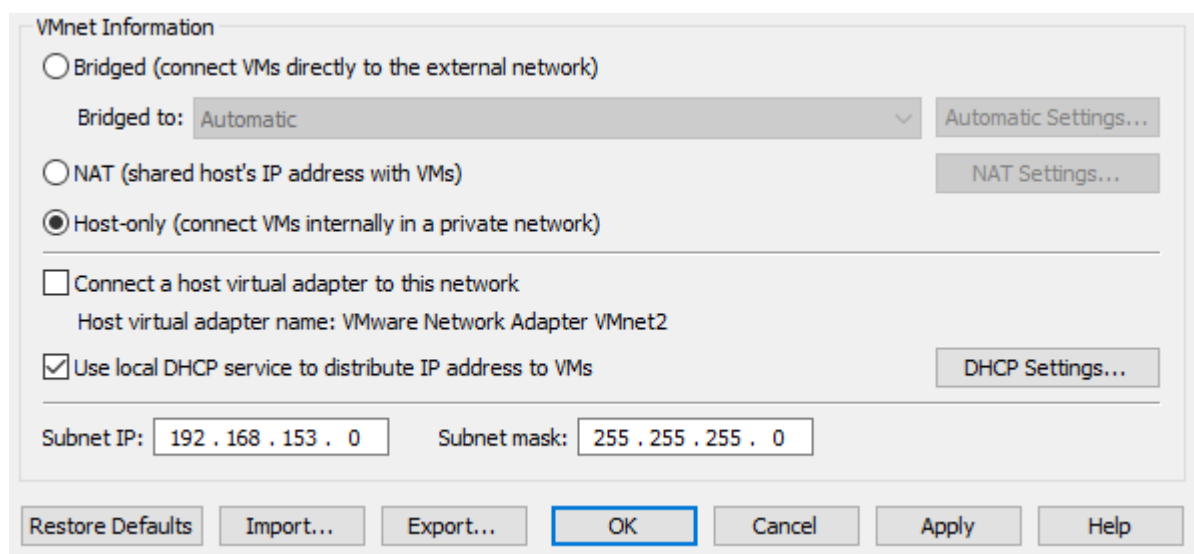 VMnet Information
Bridged (connect VMs directly to the external network)
Bridged to: Automatic Automatic Settings...
NAT (shared host's IP address with VMs) NAT Settings...
Host-only (connect VMs internally in a private network)
Connect a host virtual adapter to this network
Host virtual adapter name: VMware Network Adapter VMnet2
Use local DHCP service to distribute IP address to VMs DHCP Settings...
Subnet IP: 192 . 168 . 153 . 0 Subnet mask: 255 . 255 . 255 . 0
Restore Defaults Import... Export... OK Cancel Apply Help